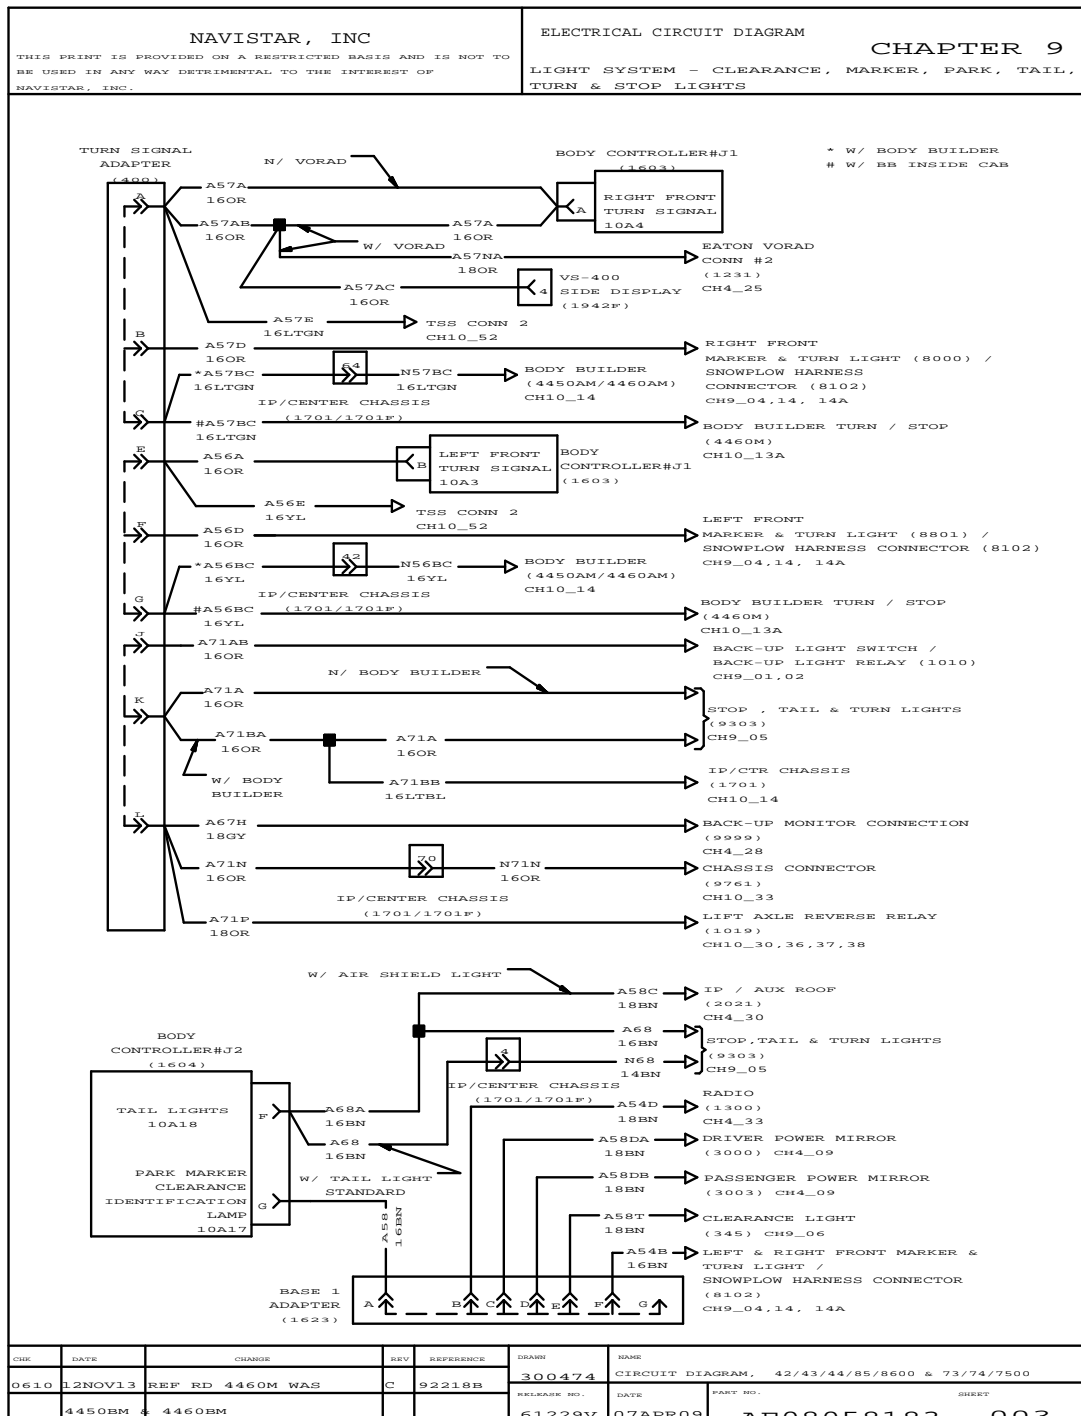 NAVISTAR, INC
THIS PRINT IS PROVIDED ON A RESTRICTED BASIS AND IS NOT TO
BE USED IN ANY WAY DETRIMENTAL TO THE INTEREST OF
NAVISTAR, INC.
ELECTRICAL CIRCUIT DIAGRAM
CHAPTER 9
LIGHT SYSTEM - CLEARANCE, MARKER, PARK, TAIL,
TURN & STOP LIGHTS
TURN SIGNAL
ADAPTER
(400)
N/ VORAD
BODY CONTROLLER#J1
(1603)
* W/ BODY BUILDER
# W/ BB INSIDE CAB
A
A57A
16OR
A
RIGHT FRONT
TURN SIGNAL
10A4
A57AB
16OR
A57A
16OR
W/ VORAD
A57NA
18OR
EATON VORAD
CONN #2
(1231)
CH4_25
A57AC
16OR
4
VS-400
SIDE DISPLAY
(1942F)
A57E
16LTGN
TSS CONN 2
CH10_52
B
A57D
16OR
RIGHT FRONT
MARKER & TURN LIGHT (8000) /
SNOWPLOW HARNESS
CONNECTOR (8102)
CH9_04,14, 14A
*A57BC
16LTGN
64
N57BC
16LTGN
BODY BUILDER
(4450AM/4460AM)
CH10_14
IP/CENTER CHASSIS
(1701/1701F)
C
#A57BC
16LTGN
BODY BUILDER TURN / STOP
(4460M)
CH10_13A
E
A56A
16OR
B
LEFT FRONT
TURN SIGNAL
10A3
BODY
CONTROLLER#J1
(1603)
A56E
16YL
TSS CONN 2
CH10_52
F
A56D
16OR
LEFT FRONT
MARKER & TURN LIGHT (8801) /
SNOWPLOW HARNESS CONNECTOR (8102)
CH9_04,14, 14A
*A56BC
16YL
42
N56BC
16YL
BODY BUILDER
(4450AM/4460AM)
CH10_14
IP/CENTER CHASSIS
(1701/1701F)
G
#A56BC
16YL
BODY BUILDER TURN / STOP
(4460M)
CH10_13A
J
A71AB
16OR
BACK-UP LIGHT SWITCH /
BACK-UP LIGHT RELAY (1010)
CH9_01,02
N/ BODY BUILDER
K
A71A
16OR
STOP , TAIL & TURN LIGHTS
(9303)
CH9_05
A71BA
16OR
A71A
16OR
W/ BODY
BUILDER
A71BB
16LTBL
IP/CTR CHASSIS
(1701)
CH10_14
L
A67H
18GY
BACK-UP MONITOR CONNECTION
(9999)
CH4_28
A71N
16OR
70
N71N
16OR
CHASSIS CONNECTOR
(9761)
CH10_33
IP/CENTER CHASSIS
(1701/1701F)
A71P
18OR
LIFT AXLE REVERSE RELAY
(1019)
CH10_30,36,37,38
W/ AIR SHIELD LIGHT
A58C
18BN
IP / AUX ROOF
(2021)
CH4_30
BODY
CONTROLLER#J2
(1604)
A68
16BN
STOP,TAIL & TURN LIGHTS
(9303)
CH9_05
4
N68
14BN
IP/CENTER CHASSIS
(1701/1701F)
TAIL LIGHTS
10A18
F
A68A
16BN
A68
16BN
A54D
18BN
RADIO
(1300)
CH4_33
A58DA
18BN
DRIVER POWER MIRROR
(3000) CH4_09
W/ TAIL LIGHT
STANDARD
PARK MARKER
CLEARANCE
IDENTIFICATION
LAMP
10A17
G
A58
16BN
A58DB
18BN
PASSENGER POWER MIRROR
(3003) CH4_09
A58T
18BN
CLEARANCE LIGHT
(345) CH9_06
A54B
16BN
LEFT & RIGHT FRONT MARKER &
TURN LIGHT /
SNOWPLOW HARNESS CONNECTOR
(8102)
CH9_04,14, 14A
BASE 1
ADAPTER
(1623)
A B C D E F G
CHK DATE CHANGE REV REFERENCE DRAWN NAME
0610 12NOV13 REF RD 4460M WAS C 92218B 300474 CIRCUIT DIAGRAM, 42/43/44/85/8600 & 73/74/7500
RELEASE NO. DATE PART NO. SHEET
4450BM & 4460BM 61229V 07APR09 003